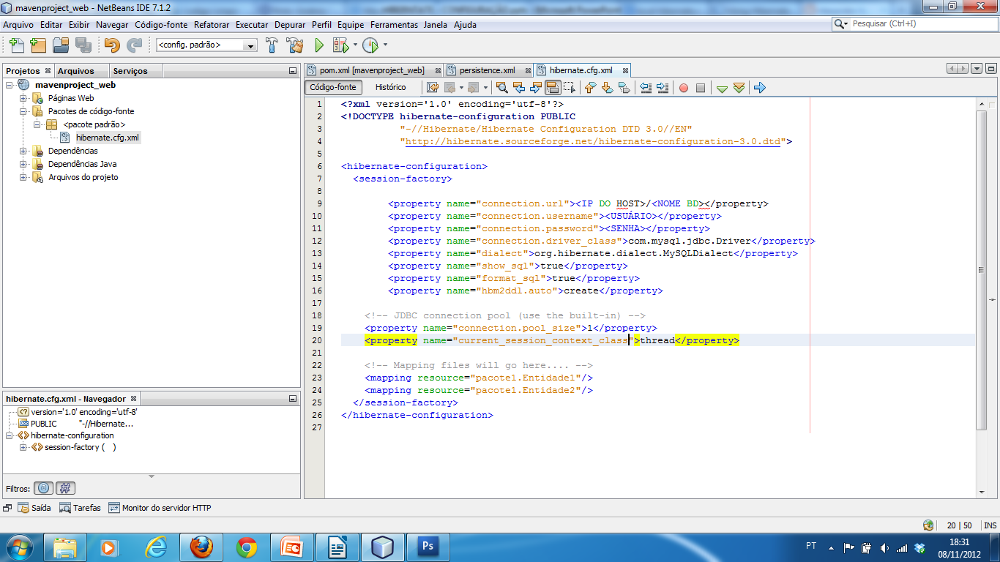 mavenproject_web - NetBeans IDE 7.1.2
Arquivo Editar Exibir Navegar Código-fonte Refatorar Executar Depurar Perfil Equipe Ferramentas Janela Ajuda
Pesquisar (Ctrl+I)
<config. padrão>
Projetos Arquivos Serviços
mavenproject_web
Páginas Web
Pacotes de código-fonte
<pacote padrão>
hibernate.cfg.xml
Dependências
Dependências Java
Arquivos do projeto
hibernate.cfg.xml - Navegador
version='1.0' encoding='utf-8'
PUBLIC "-//Hibernate...
hibernate-configuration
session-factory ( )
Filtros:
pom.xml [mavenproject_web] persistence.xml hibernate.cfg.xml
Código-fonte Histórico
1 <?xml version='1.0' encoding='utf-8'?>
2 <!DOCTYPE hibernate-configuration PUBLIC
3 "-//Hibernate/Hibernate Configuration DTD 3.0//EN"
4 "http://hibernate.sourceforge.net/hibernate-configuration-3.0.dtd">
5
6 <hibernate-configuration>
7 <session-factory>
8
9 <property name="connection.url"><IP DO HOST>/<NOME BD></property>
10 <property name="connection.username"><USUÁRIO></property>
11 <property name="connection.password"><SENHA></property>
12 <property name="connection.driver_class">com.mysql.jdbc.Driver</property>
13 <property name="dialect">org.hibernate.dialect.MySQLDialect</property>
14 <property name="show_sql">true</property>
15 <property name="format_sql">true</property>
16 <property name="hbm2ddl.auto">create</property>
17
18 <!-- JDBC connection pool (use the built-in) -->
19 <property name="connection.pool_size">1</property>
20 <property name="current_session_context_class">thread</property>
21
22 <!-- Mapping files will go here.... -->
23 <mapping resource="pacote1.Entidade1"/>
24 <mapping resource="pacote1.Entidade2"/>
25 </session-factory>
26 </hibernate-configuration>
27
Saída Tarefas Monitor do servidor HTTP
20 | 50 INS
Ps
PT
18:31
08/11/2012